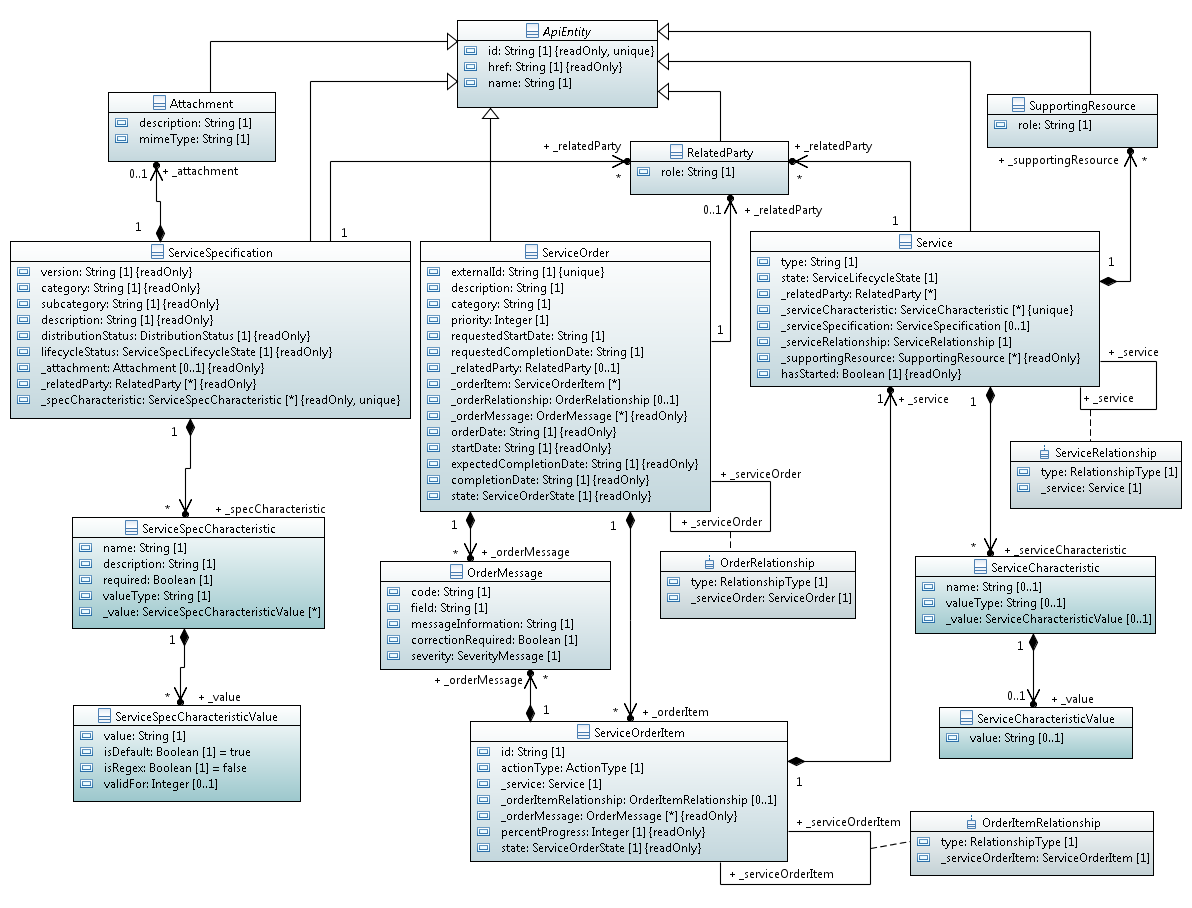 ApiEntity
id: String [1] {readOnly, unique}
href: String [1] {readOnly}
name: String [1]
Attachment
description: String [1]
mimeType: String [1]
SupportingResource
role: String [1]
RelatedParty
role: String [1]
+ _relatedParty
*
+ _relatedParty
*
0..1
+ _relatedParty
+ _supportingResource
*
0..1
+ _attachment
1
1
1
1
1
ServiceSpecification
version: String [1] {readOnly}
category: String [1] {readOnly}
subcategory: String [1] {readOnly}
description: String [1] {readOnly}
distributionStatus: DistributionStatus [1] {readOnly}
lifecycleStatus: ServiceSpecLifecycleState [1] {readOnly}
_attachment: Attachment [0..1] {readOnly}
_relatedParty: RelatedParty [*] {readOnly}
_specCharacteristic: ServiceSpecCharacteristic [*] {readOnly, unique}
ServiceOrder
externalId: String [1] {unique}
description: String [1]
category: String [1]
priority: Integer [1]
requestedStartDate: String [1]
requestedCompletionDate: String [1]
_relatedParty: RelatedParty [0..1]
_orderItem: ServiceOrderItem [*]
_orderRelationship: OrderRelationship [0..1]
_orderMessage: OrderMessage [*] {readOnly}
orderDate: String [1] {readOnly}
startDate: String [1] {readOnly}
expectedCompletionDate: String [1] {readOnly}
completionDate: String [1] {readOnly}
state: ServiceOrderState [1] {readOnly}
Service
type: String [1]
state: ServiceLifecycleState [1]
_relatedParty: RelatedParty [*]
_serviceCharacteristic: ServiceCharacteristic [*] {unique}
_serviceSpecification: ServiceSpecification [0..1]
_serviceRelationship: ServiceRelationship [1]
_supportingResource: SupportingResource [*] {readOnly}
hasStarted: Boolean [1] {readOnly}
+ _service
+ _service
1
+ _service
1
ServiceRelationship
type: RelationshipType [1]
_service: Service [1]
1
*
+ _specCharacteristic
ServiceSpecCharacteristic
name: String [1]
description: String [1]
required: Boolean [1]
valueType: String [1]
_value: ServiceSpecCharacteristicValue [*]
1
*
+ _value
ServiceSpecCharacteristicValue
value: String [1]
isDefault: Boolean [1] = true
isRegex: Boolean [1] = false
validFor: Integer [0..1]
+ _serviceOrder
+ _serviceOrder
1
*
+ _orderMessage
1
OrderMessage
code: String [1]
field: String [1]
messageInformation: String [1]
correctionRequired: Boolean [1]
severity: SeverityMessage [1]
OrderRelationship
type: RelationshipType [1]
_serviceOrder: ServiceOrder [1]
*
+ _serviceCharacteristic
ServiceCharacteristic
name: String [0..1]
valueType: String [0..1]
_value: ServiceCharacteristicValue [0..1]
1
0..1
+ _value
ServiceCharacteristicValue
value: String [0..1]
+ _orderMessage
*
1
*
+ _orderItem
ServiceOrderItem
id: String [1]
actionType: ActionType [1]
_service: Service [1]
_orderItemRelationship: OrderItemRelationship [0..1]
_orderMessage: OrderMessage [*] {readOnly}
percentProgress: Integer [1] {readOnly}
state: ServiceOrderState [1] {readOnly}
1
+ _serviceOrderItem
+ _serviceOrderItem
OrderItemRelationship
type: RelationshipType [1]
_serviceOrderItem: ServiceOrderItem [1]